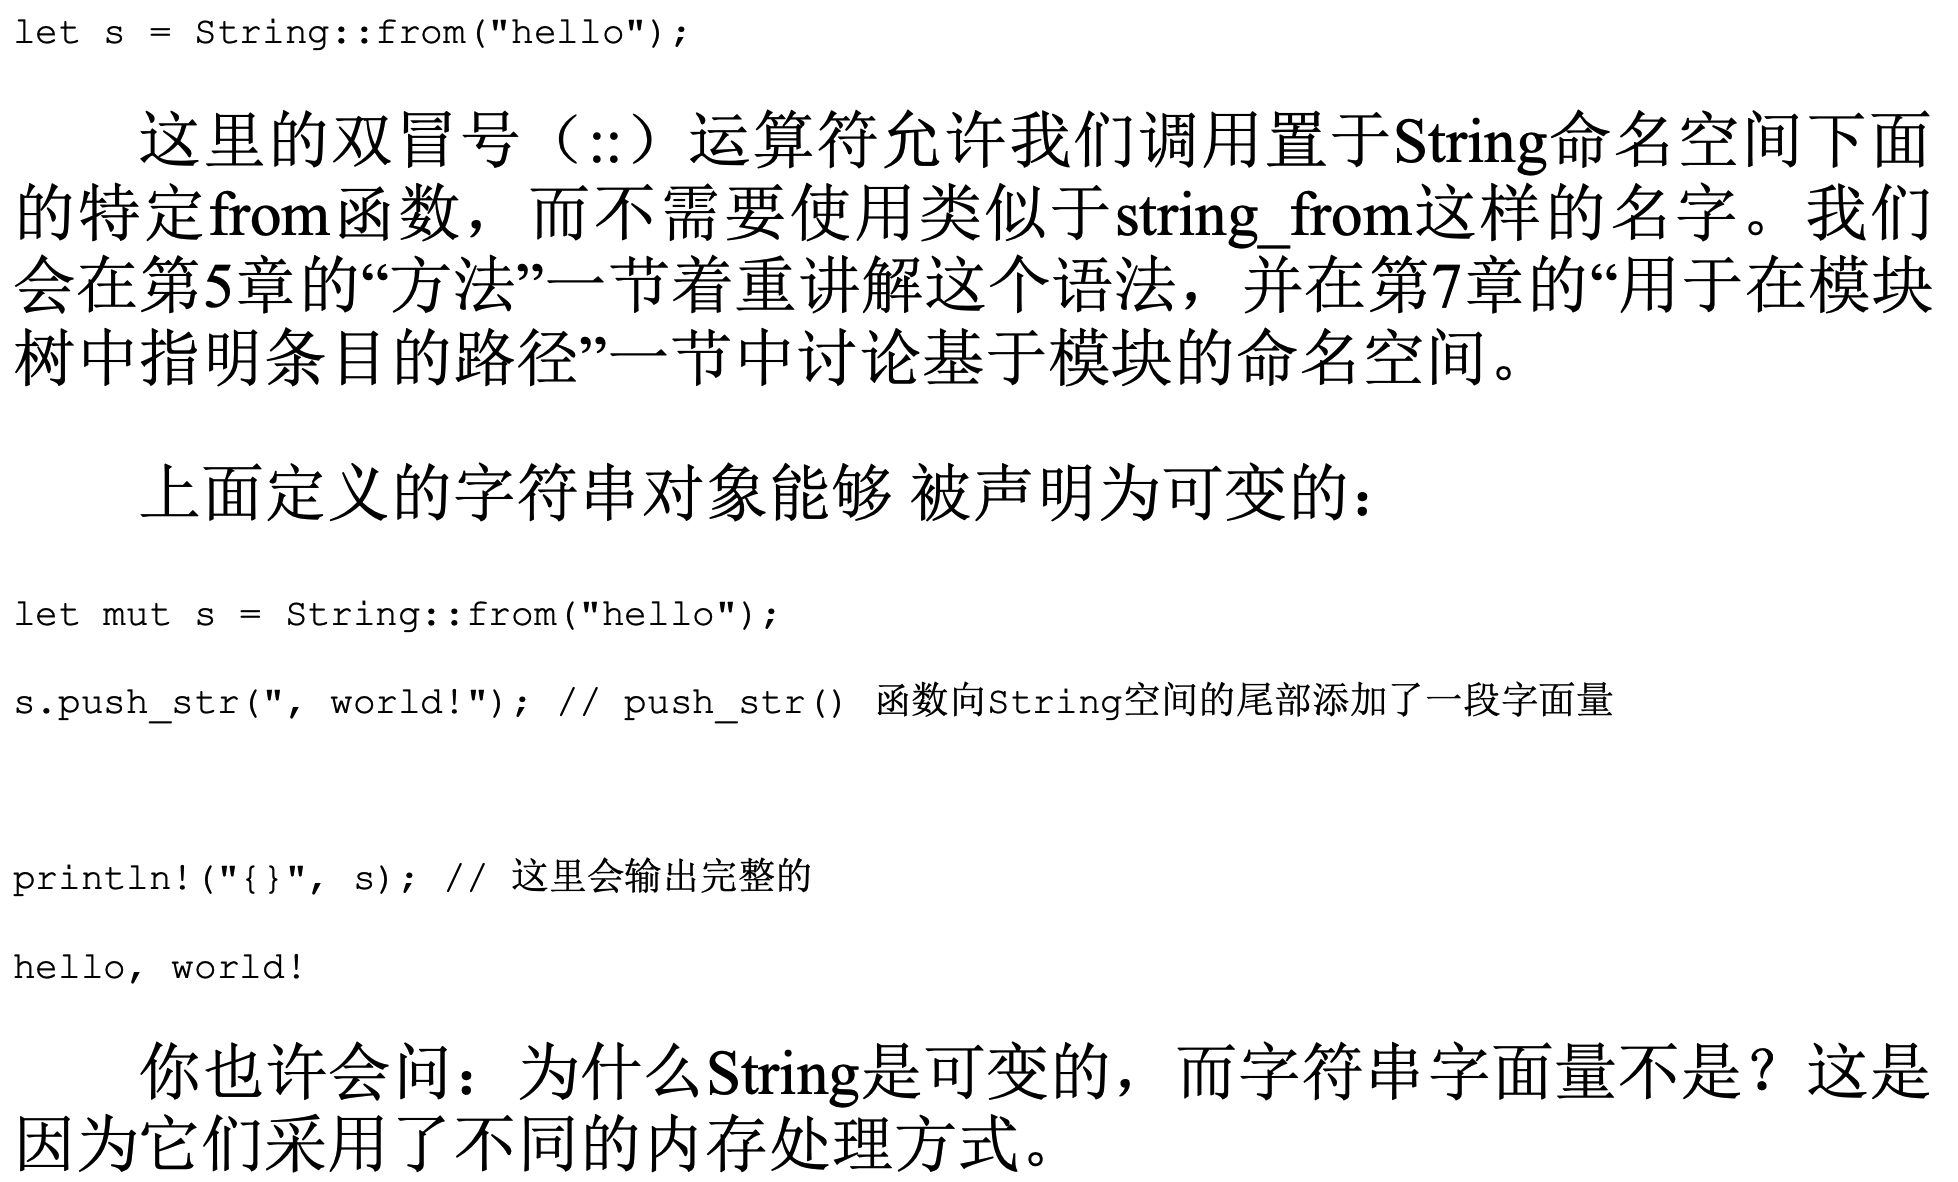 let s = String::from("hello");
这里的双冒号（::）运算符允许我们调用置于String命名空间下面
的特定from函数，而不需要使用类似于string_from这样的名字。我们
会在第5章的“方法”一节着重讲解这个语法，并在第7章的“用于在模块
树中指明条目的路径”一节中讨论基于模块的命名空间。
上面定义的字符串对象能够 被声明为可变的：
let mut s = String::from("hello");
s.push_str(", world!"); // push_str() 函数向String空间的尾部添加了一段字面量
println!("{}", s); // 这里会输出完整的
hello, world!
你也许会问：为什么String是可变的，而字符串字面量不是？这是
因为它们采用了不同的内存处理方式。